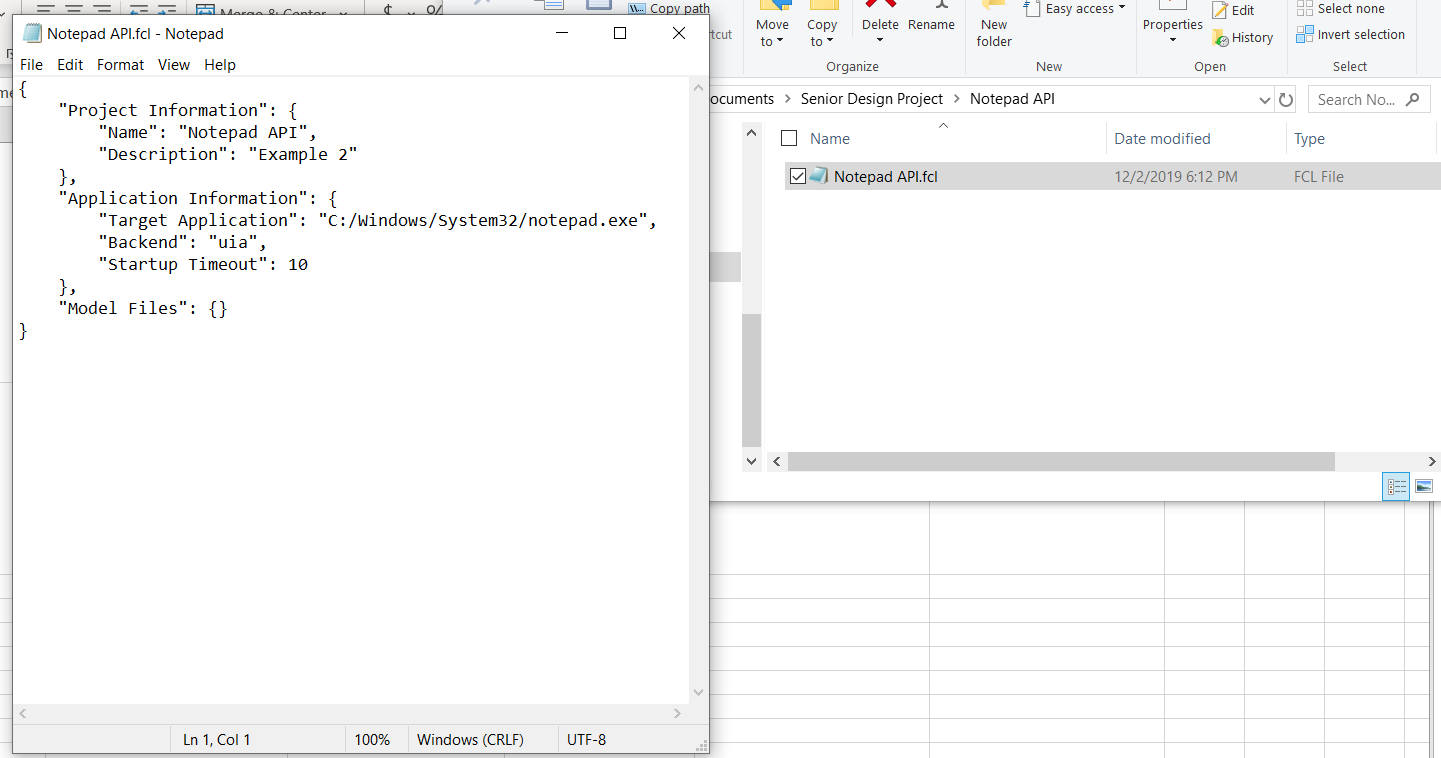 Notepad API.fcl - Notepad
File Edit Format View Help
{
    "Project Information": {
        "Name": "Notepad API",
        "Description": "Example 2"
    },
    "Application Information": {
        "Target Application": "C:/Windows/System32/notepad.exe",
        "Backend": "uia",
        "Startup Timeout": 10
    },
    "Model Files": {}
}
Ln 1, Col 1 100% Windows (CRLF) UTF-8
Merge & Center
Copy path
Move to
Copy to
Delete
Rename
Organize
New folder
Easy access
New
Properties
Edit
History
Open
Select none
Invert selection
Select
ocuments > Senior Design Project > Notepad API
Search No...
Name Date modified Type
Notepad API.fcl 12/2/2019 6:12 PM FCL File